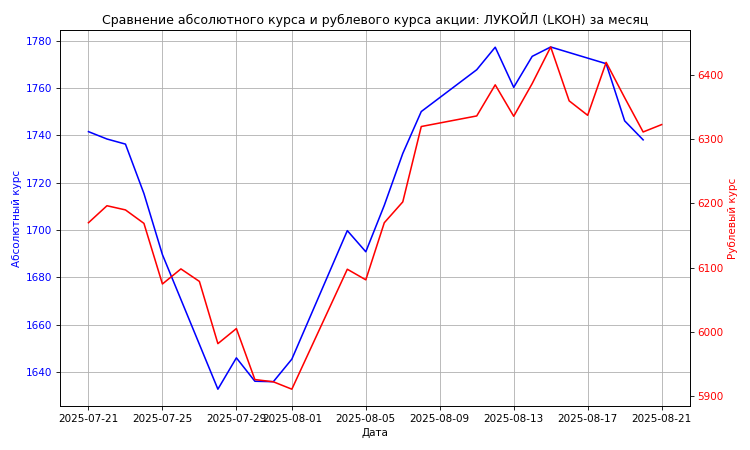 Сравнение абсолютного курса и рублевого курса акции: ЛУКОЙЛ (LKOH) за месяц
1780
1760
1740
1720
1700
1680
1660
1640
Абсолютный курс
6400
6300
6200
6100
6000
5900
Рублевый курс
2025-07-21 2025-07-25 2025-07-29 2025-08-01 2025-08-05 2025-08-09 2025-08-13 2025-08-17 2025-08-21
Дата